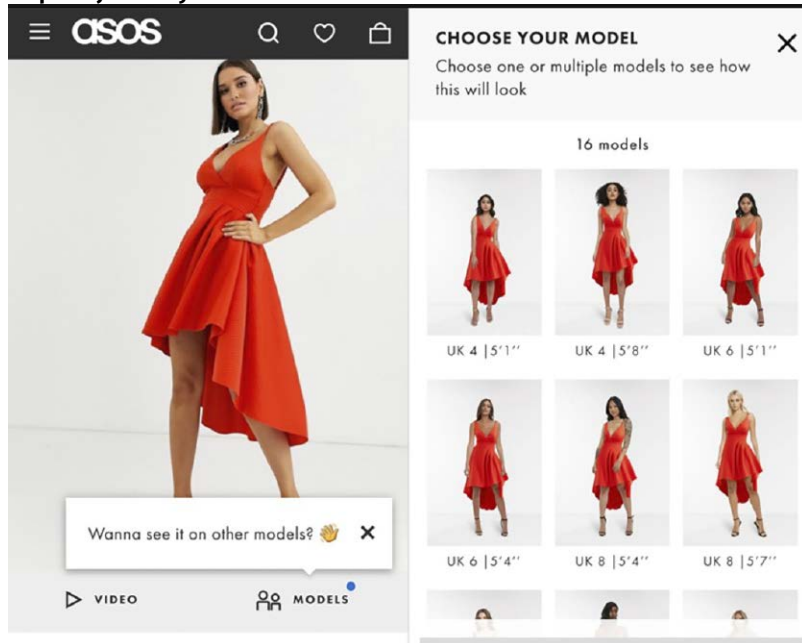 asos
Wanna see it on other models? 👋
VIDEO
MODELS
CHOOSE YOUR MODEL
Choose one or multiple models to see how
this will look
16 models
UK 4 | 5'1''
UK 4 | 5'8''
UK 6 | 5'1''
UK 6 | 5'4''
UK 8 | 5'4''
UK 8 | 5'7''